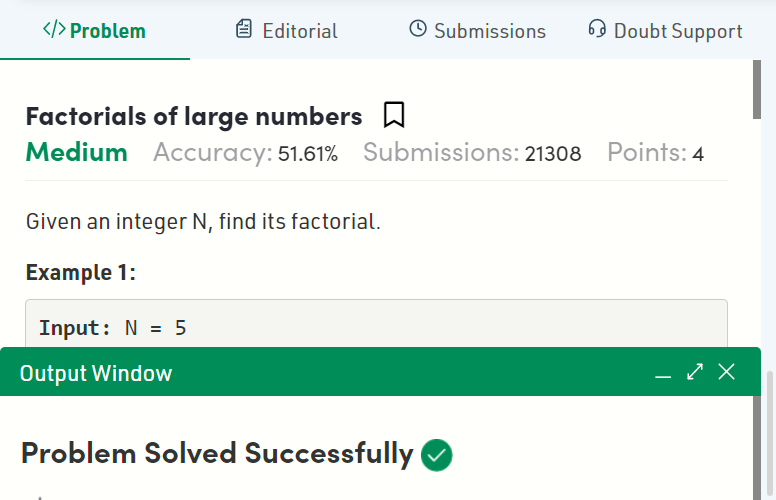 </> Problem Editorial Submissions Doubt Support
Factorials of large numbers
Medium Accuracy: 51.61% Submissions: 21308 Points: 4
Given an integer N, find its factorial.
Example 1:
Input: N = 5
Output Window
Problem Solved Successfully